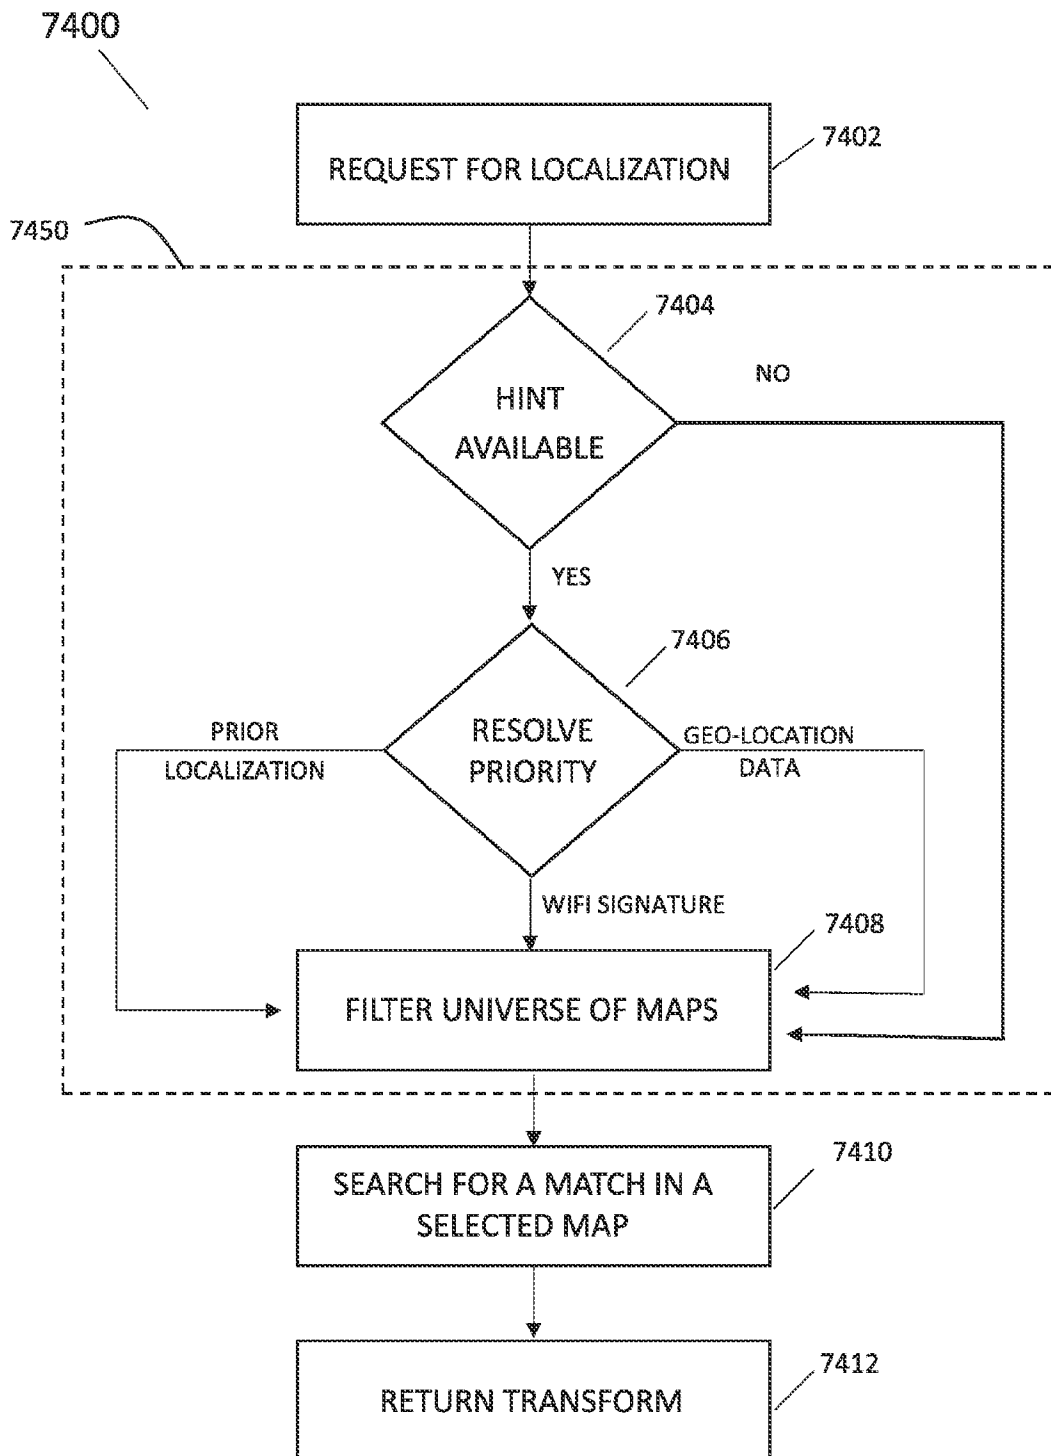 7400
REQUEST FOR LOCALIZATION
7402
7450
7404
HINT
AVAILABLE
NO
YES
7406
PRIOR
LOCALIZATION
RESOLVE
PRIORITY
GEO-LOCATION
DATA
WIFI SIGNATURE
7408
FILTER UNIVERSE OF MAPS
7410
SEARCH FOR A MATCH IN A
SELECTED MAP
7412
RETURN TRANSFORM